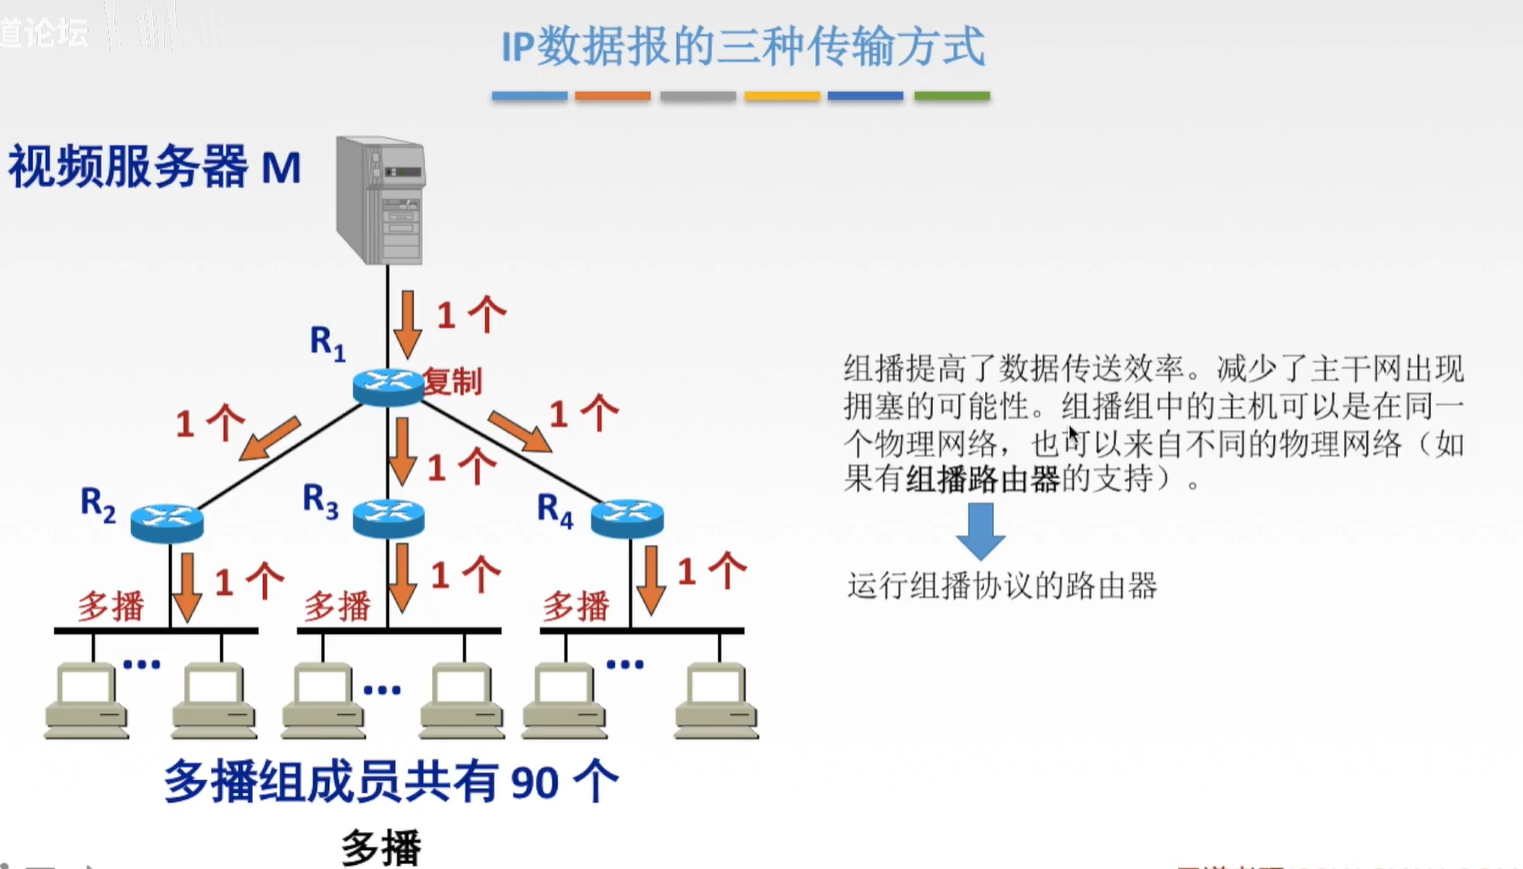 道论坛
IP数据报的三种传输方式
视频服务器 M
1 个
R1
复制
1 个
1 个
1 个
R2
R3
R4
1 个
1 个
1 个
多播
多播
多播
...
...
...
多播组成员共有 90 个
多播
组播提高了数据传送效率。减少了主干网出现
拥塞的可能性。组播组中的主机可以是在同一
个物理网络，也可以来自不同的物理网络（如
果有组播路由器的支持）。
运行组播协议的路由器